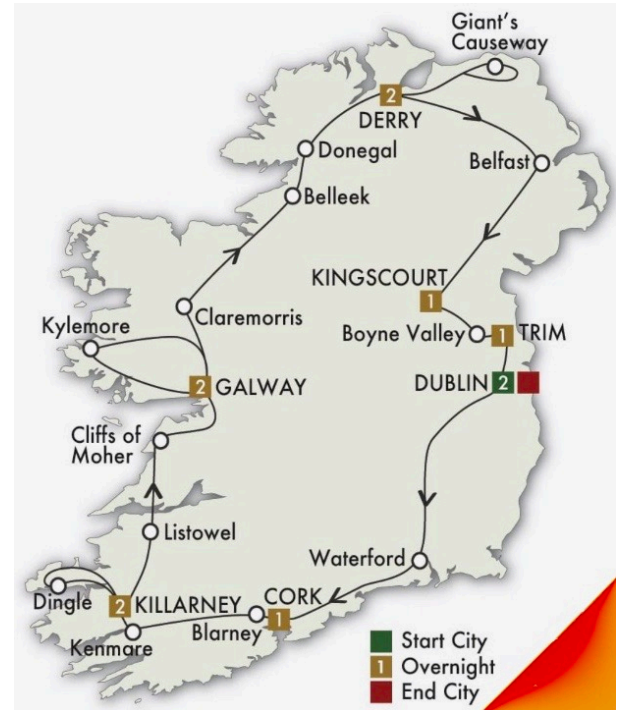 Giant's
Causeway
2
DERRY
Donegal
Belfast
Belleek
KINGSCOURT
1
Claremorris
Boyne Valley
1 TRIM
Kylemore
2 GALWAY
DUBLIN 2
Cliffs of
Moher
Listowel
Waterford
Dingle
2 KILLARNEY
CORK
1
Blarney
Kenmare
Start City
1 Overnight
End City